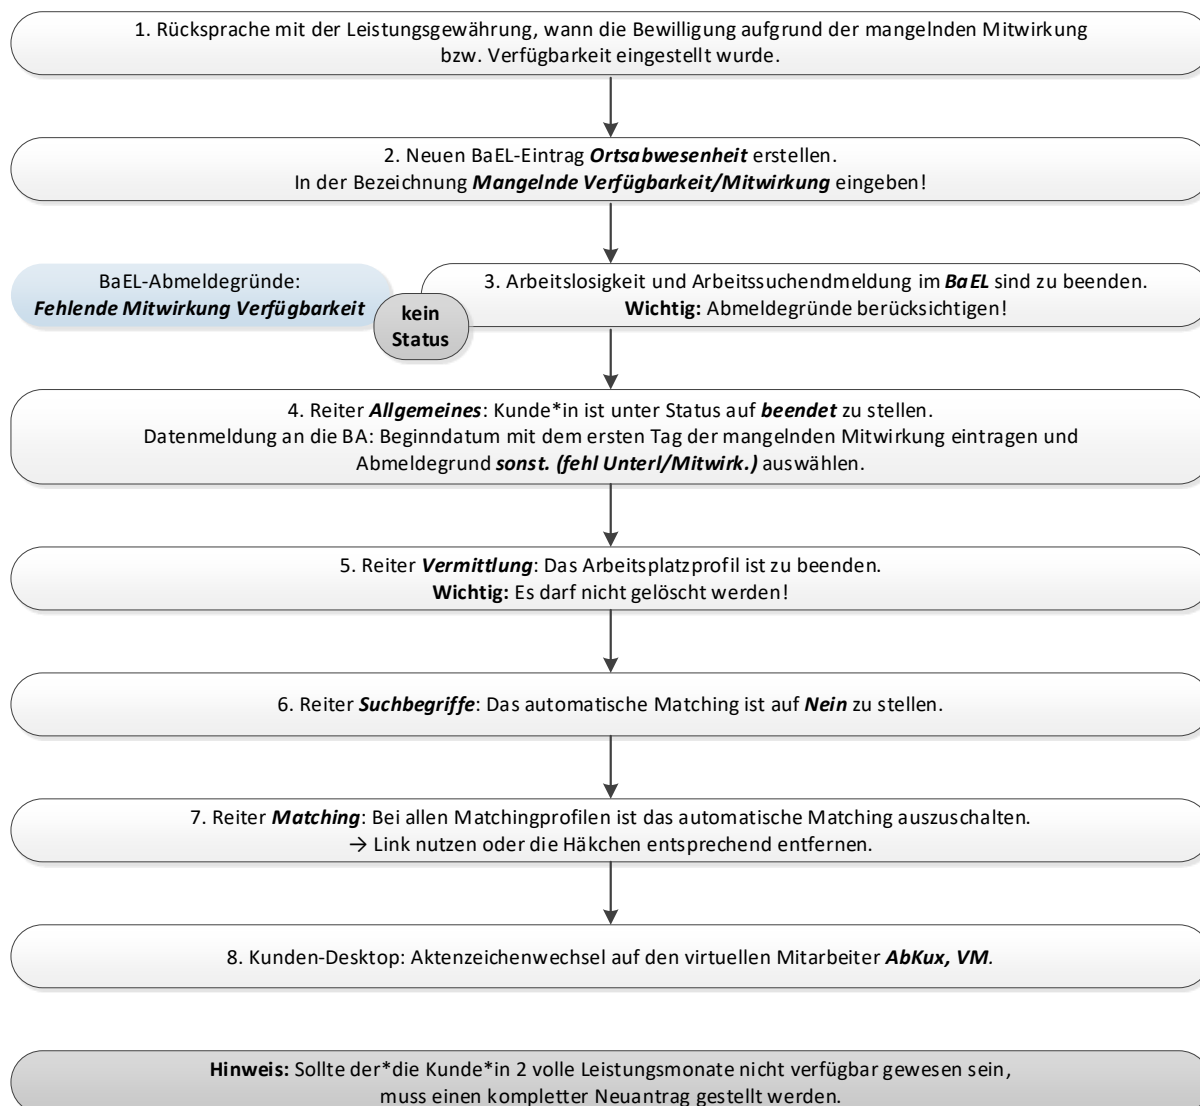 1. Rücksprache mit der Leistungsgewährung, wann die Bewilligung aufgrund der mangelnden Mitwirkung
bzw. Verfügbarkeit eingestellt wurde.
2. Neuen BaEL-Eintrag Ortsabwesenheit erstellen.
In der Bezeichnung Mangelnde Verfügbarkeit/Mitwirkung eingeben!
BaEL-Abmeldegründe:
Fehlende Mitwirkung Verfügbarkeit
kein
Status
3. Arbeitslosigkeit und Arbeitssuchendmeldung im BaEL sind zu beenden.
Wichtig: Abmeldegründe berücksichtigen!
4. Reiter Allgemeines: Kunde*in ist unter Status auf beendet zu stellen.
Datenmeldung an die BA: Beginndatum mit dem ersten Tag der mangelnden Mitwirkung eintragen und
Abmeldegrund sonst. (fehl Unterl/Mitwirk.) auswählen.
5. Reiter Vermittlung: Das Arbeitsplatzprofil ist zu beenden.
Wichtig: Es darf nicht gelöscht werden!
6. Reiter Suchbegriffe: Das automatische Matching ist auf Nein zu stellen.
7. Reiter Matching: Bei allen Matchingprofilen ist das automatische Matching auszuschalten.
→ Link nutzen oder die Häkchen entsprechend entfernen.
8. Kunden-Desktop: Aktenzeichenwechsel auf den virtuellen Mitarbeiter AbKux, VM.
Hinweis: Sollte der*die Kunde*in 2 volle Leistungsmonate nicht verfügbar gewesen sein,
muss einen kompletter Neuantrag gestellt werden.